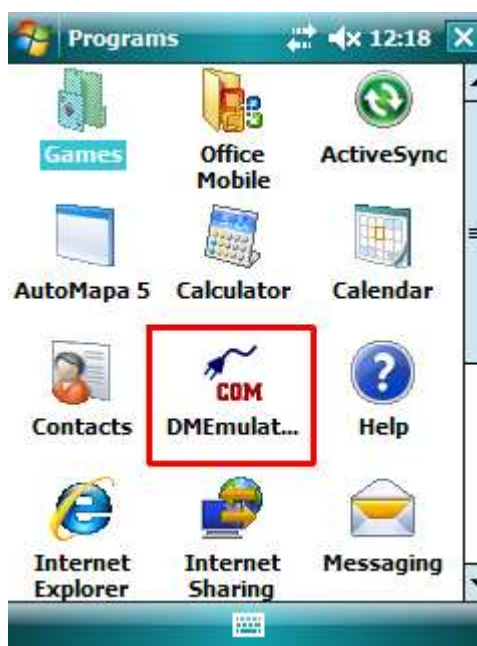 Programs 12:18
Games Office Mobile ActiveSync
AutoMapa 5 Calculator Calendar
COM
Contacts DMEmulat... Help
Internet Explorer Internet Sharing Messaging